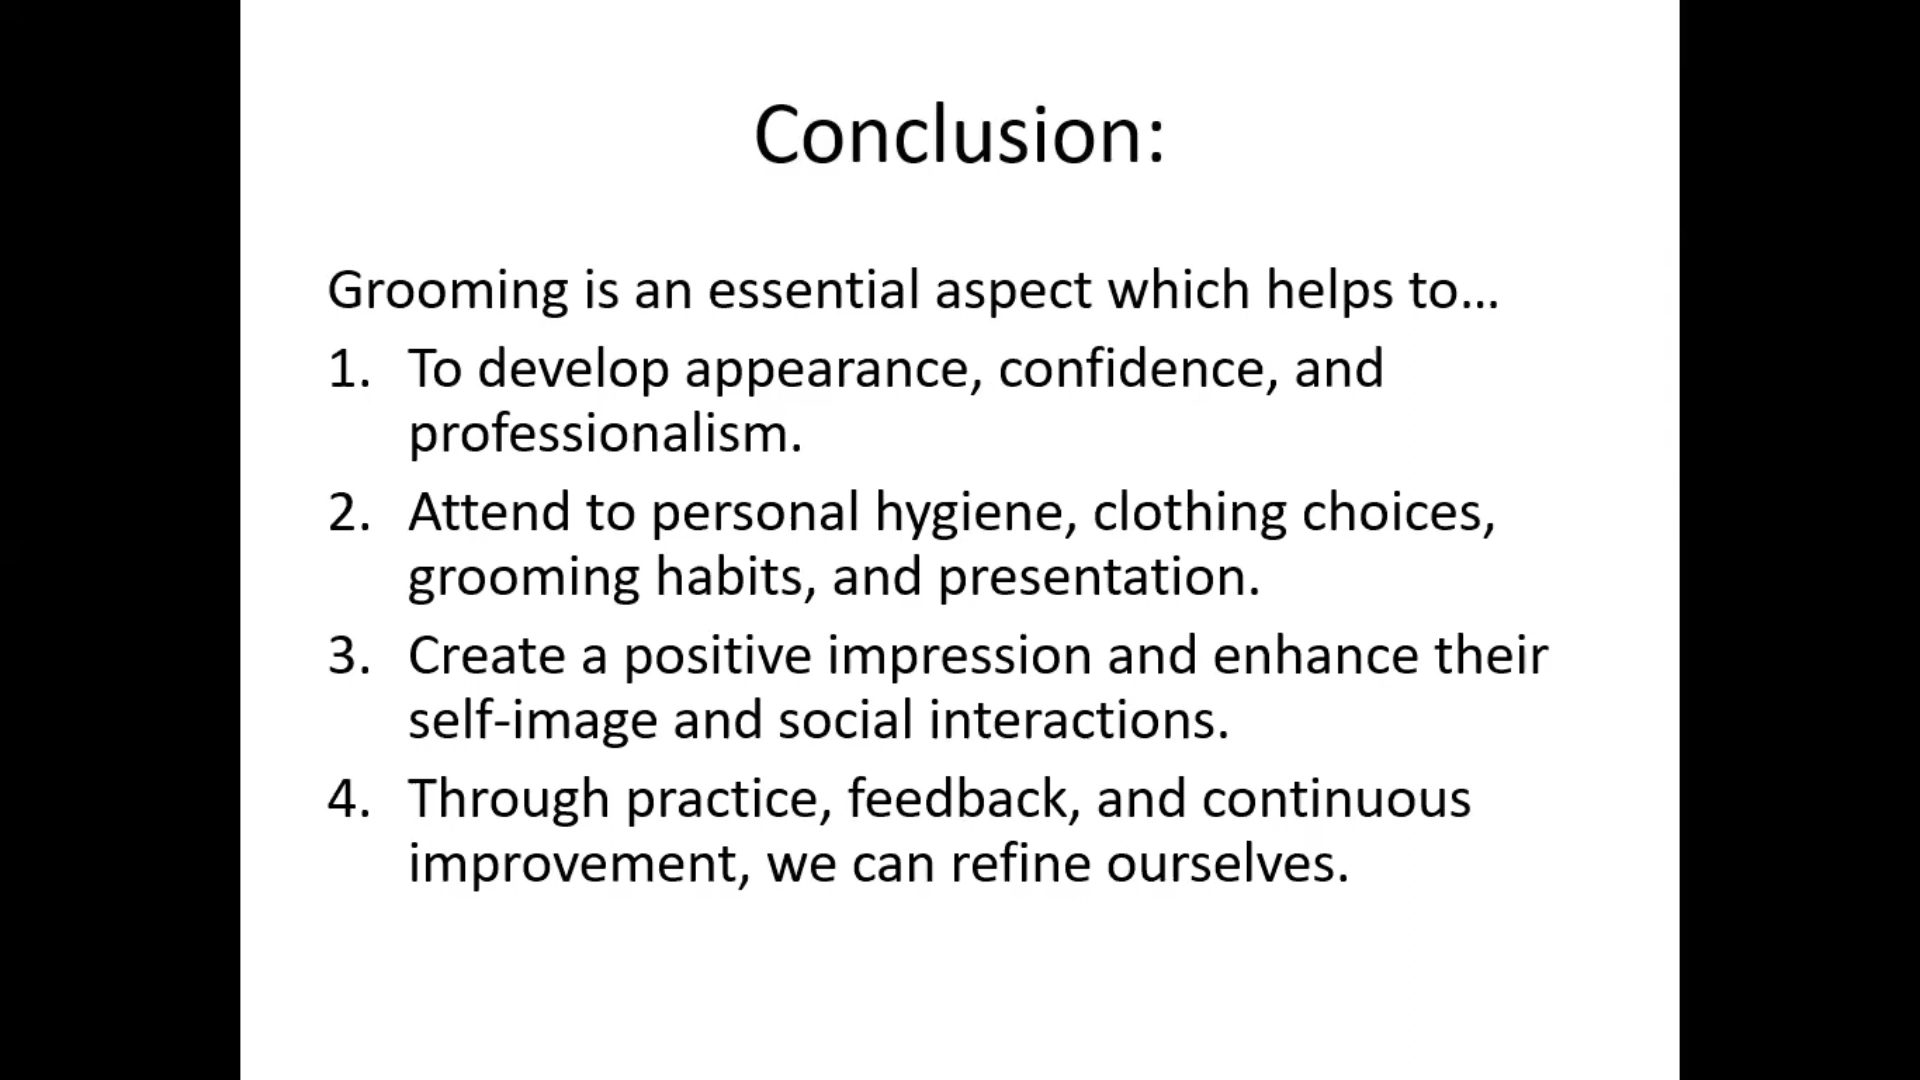 Conclusion:
Grooming is an essential aspect which helps to...
1. To develop appearance, confidence, and
professionalism.
2. Attend to personal hygiene, clothing choices,
grooming habits, and presentation.
3. Create a positive impression and enhance their
self-image and social interactions.
4. Through practice, feedback, and continuous
improvement, we can refine ourselves.